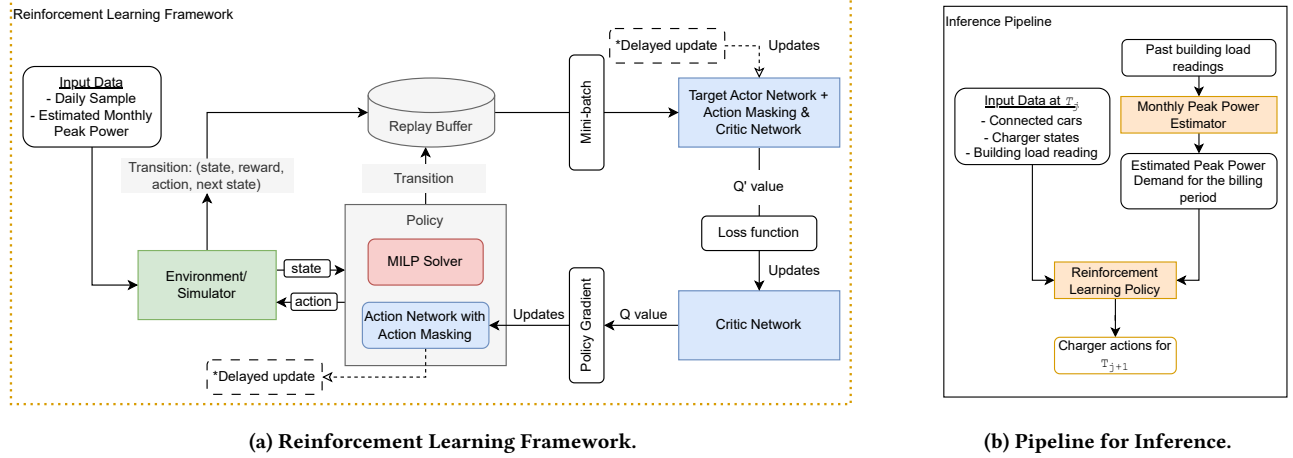 Reinforcement Learning Framework
Input Data
- Daily Sample
- Estimated Monthly
Peak Power
Transition: (state, reward,
action, next state)
Environment/
Simulator
state
action
Replay Buffer
Transition
Policy
MILP Solver
Action Network with
Action Masking
*Delayed update
Mini-batch
*Delayed update
Updates
Target Actor Network +
Action Masking &
Critic Network
Q' value
Loss function
Updates
Critic Network
Q value
Policy Gradient
Updates
(a) Reinforcement Learning Framework.
Inference Pipeline
Past building load
readings
Input Data at Tj
- Connected cars
- Charger states
- Building load reading
Monthly Peak Power
Estimator
Estimated Peak Power
Demand for the billing
period
Reinforcement
Learning Policy
Charger actions for
Tj+1
(b) Pipeline for Inference.